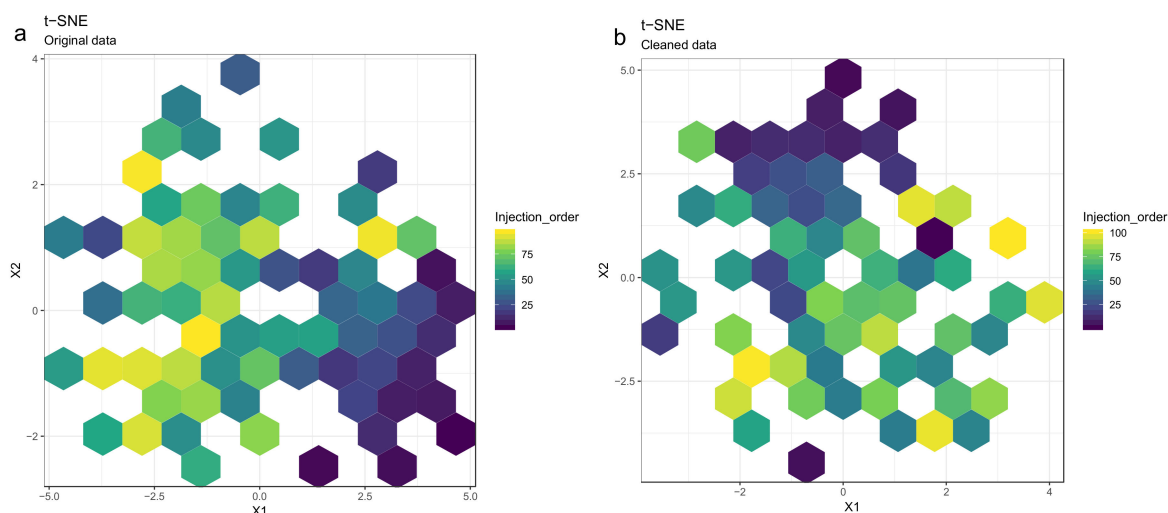 a
t-SNE
Original data
4
2
0
−2
X2
−5.0
−2.5
0.0
2.5
5.0
X1
Injection_order
75
50
25
b
t-SNE
Cleaned data
5.0
2.5
0.0
−2.5
X2
−2
0
2
4
X1
Injection_order
100
75
50
25